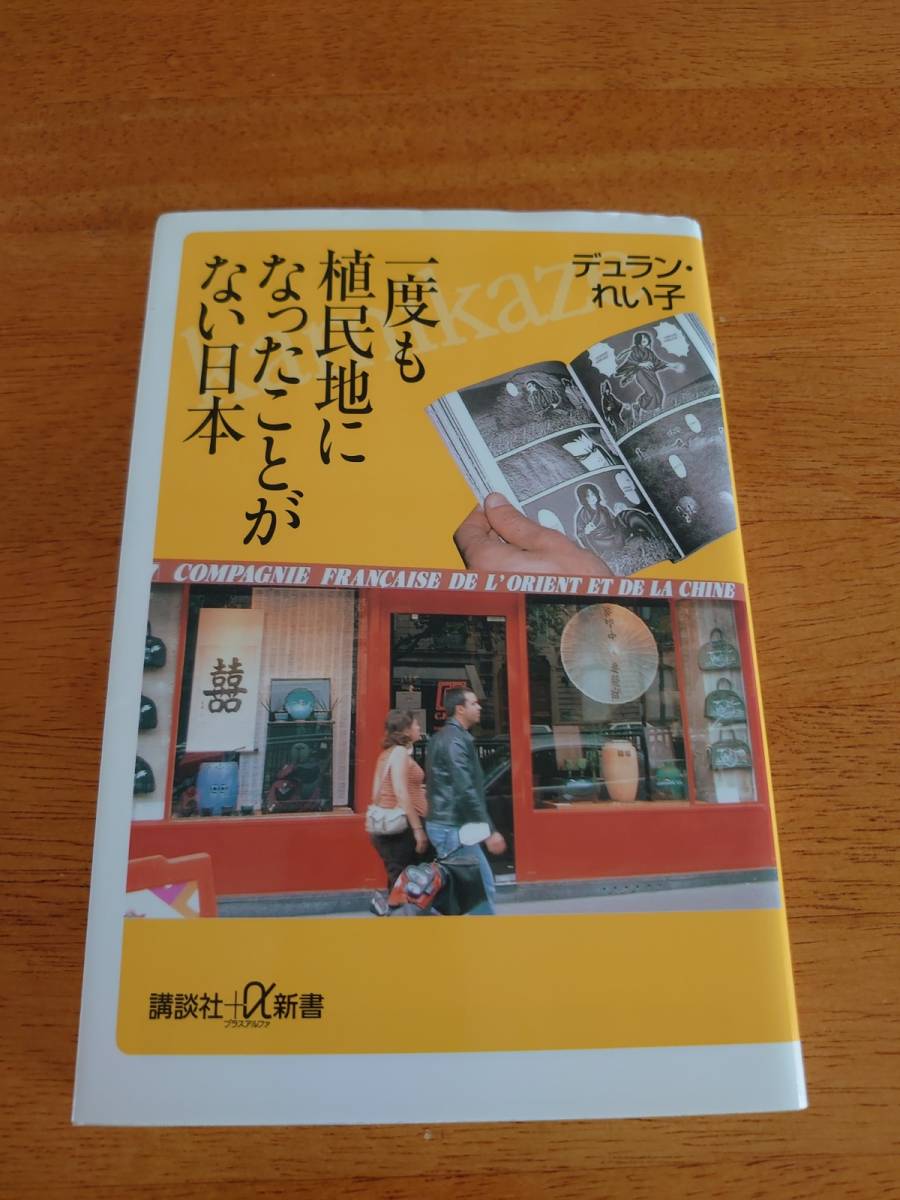 一度も
植民地に
なったことが
ない日本
デュラン・
れい子
kamikaze
COMPAGNIE FRANÇAISE DE L'ORIENT ET DE LA CHINE
囍
講談社+α新書
プラスアルファ